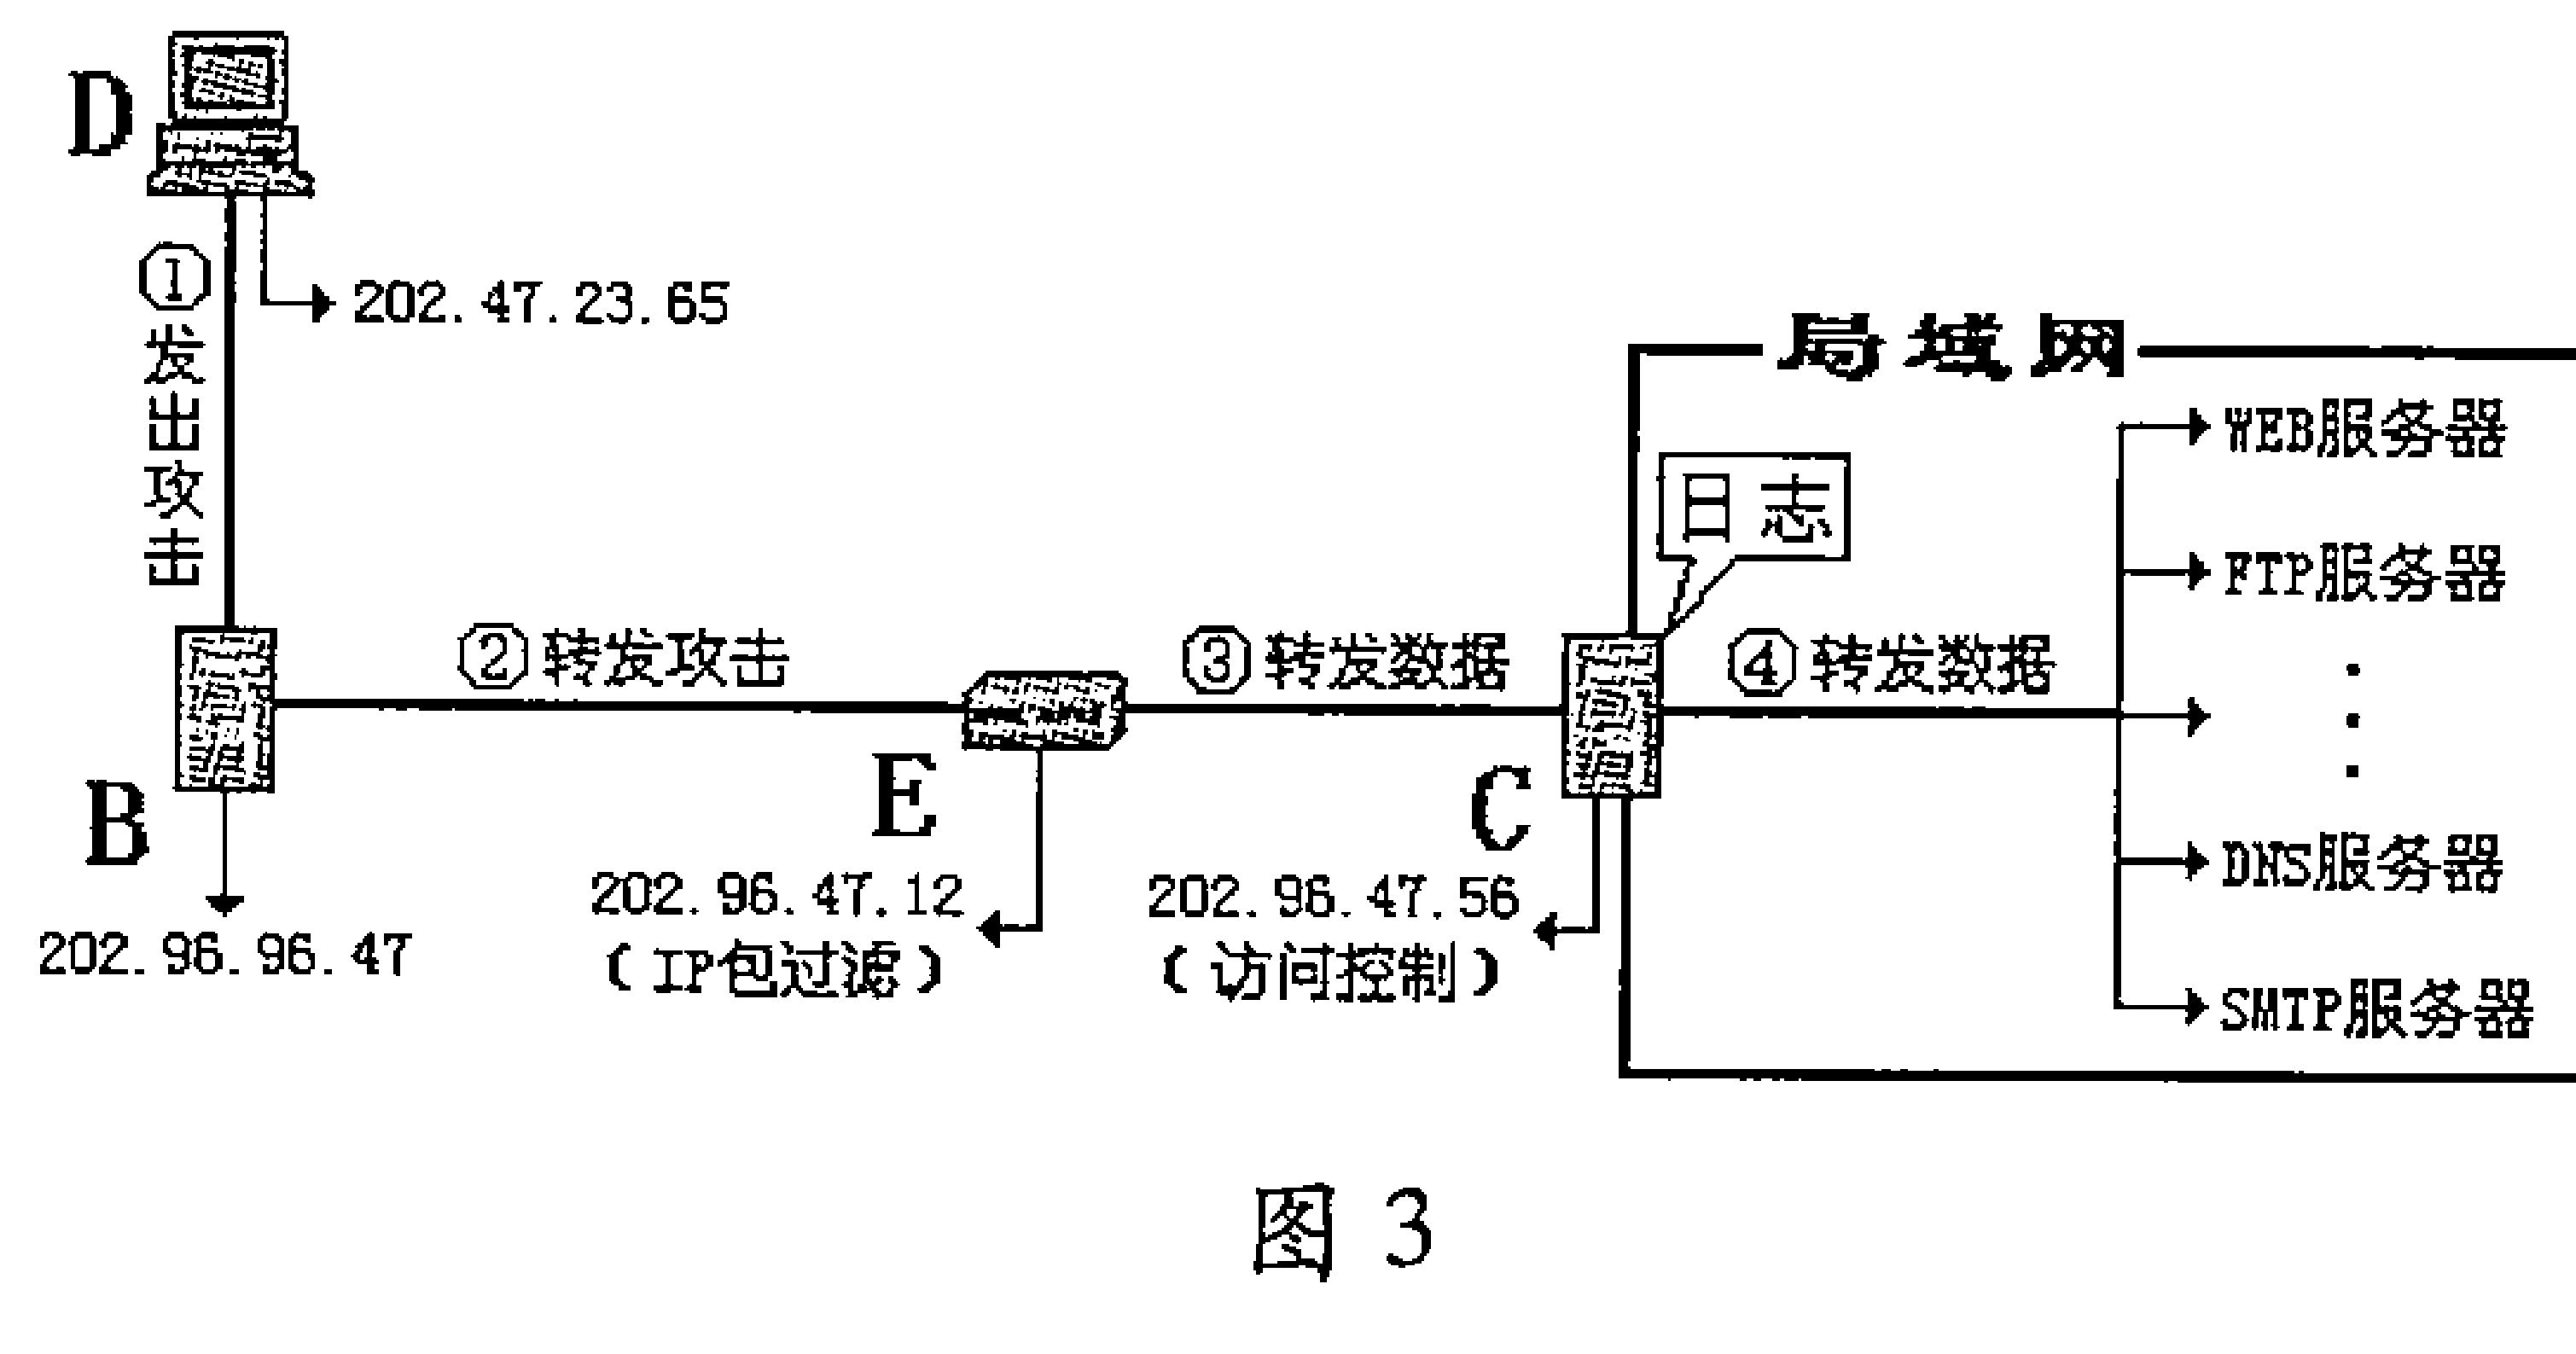 D
①发出攻击
202.47.23.65
局域网
WEB服务器
日志
FTP服务器
②转发攻击
③转发数据
④转发数据
B
E
C
202.96.47.12
(IP包过滤)
202.96.47.56
(访问控制)
DNS服务器
202.96.96.47
SMTP服务器
图 3